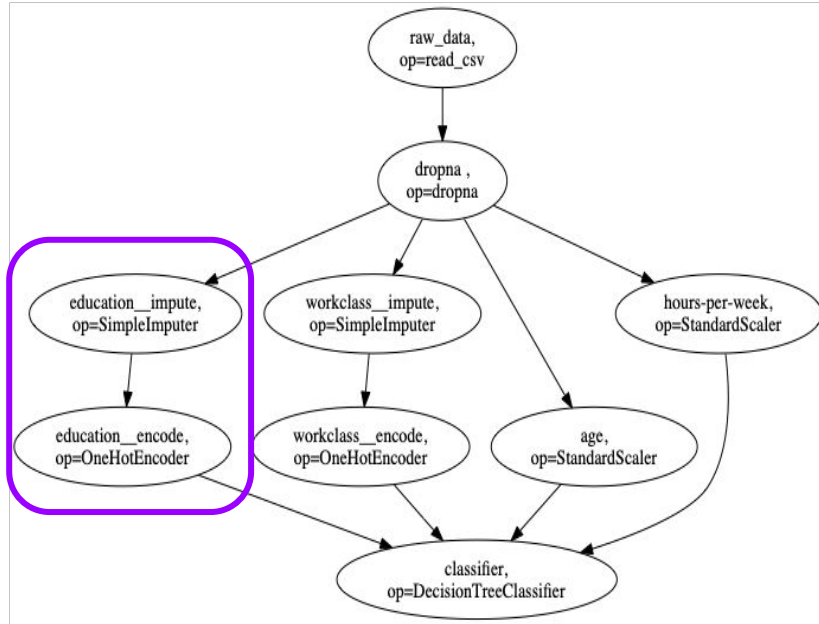 raw_data,
op=read_csv
dropna ,
op=dropna
education__impute,
op=SimpleImputer
workclass__impute,
op=SimpleImputer
hours-per-week,
op=StandardScaler
education__encode,
op=OneHotEncoder
workclass__encode,
op=OneHotEncoder
age,
op=StandardScaler
classifier,
op=DecisionTreeClassifier